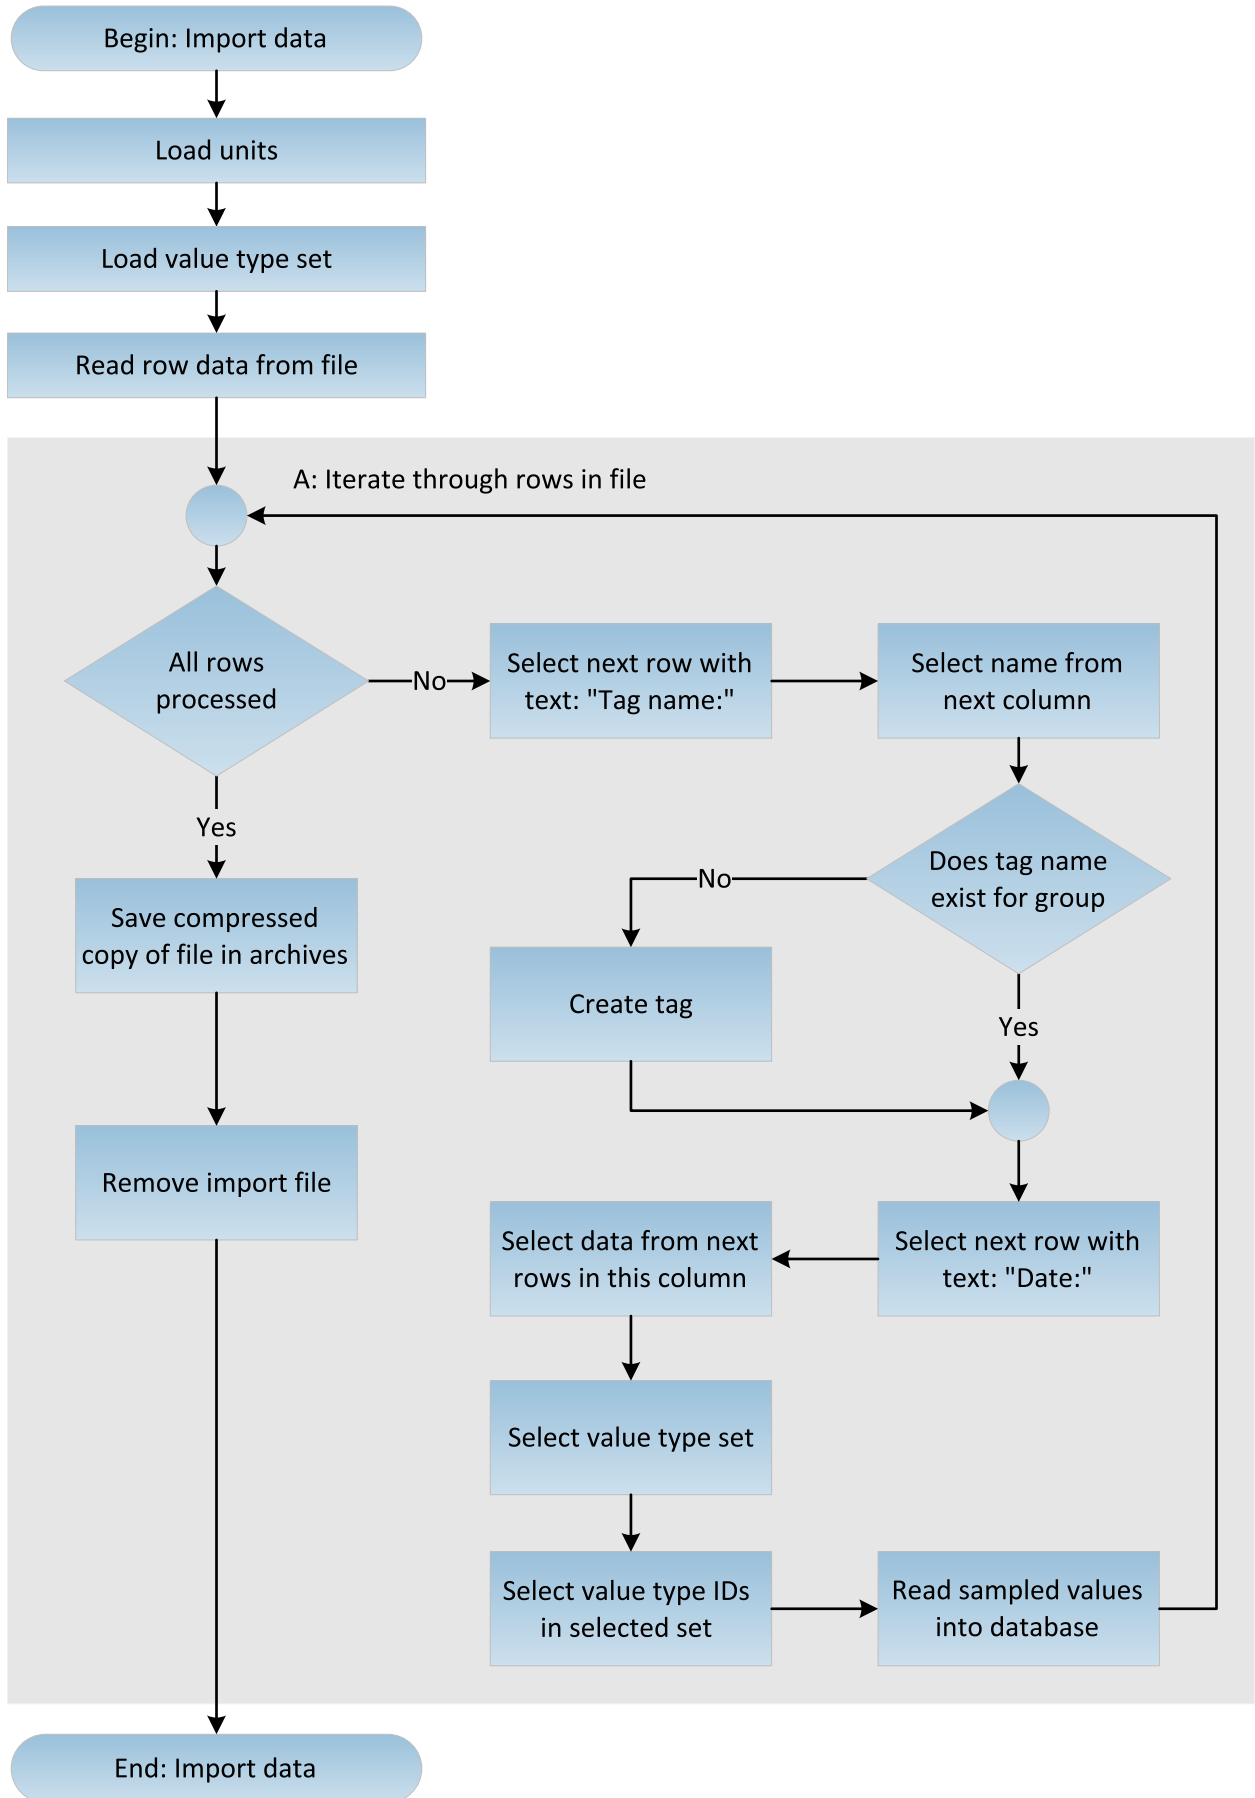 Begin: Import data
Load units
Load value type set
Read row data from file
A: Iterate through rows in file
All rows
processed
No
Select next row with
text: "Tag name:"
Select name from
next column
Yes
Does tag name
exist for group
No
Save compressed
copy of file in archives
Create tag
Yes
Remove import file
Select data from next
rows in this column
Select next row with
text: "Date:"
Select value type set
Select value type IDs
in selected set
Read sampled values
into database
End: Import data